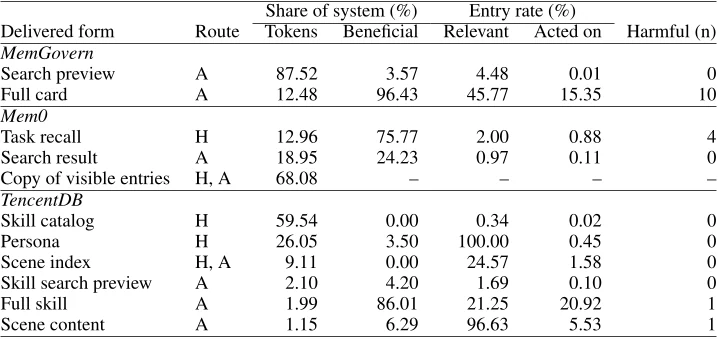 Share of system (%) Entry rate (%)
Delivered form Route Tokens Beneficial Relevant Acted on Harmful (n)
MemGovern
Search preview A 87.52 3.57 4.48 0.01 0
Full card A 12.48 96.43 45.77 15.35 10
Mem0
Task recall H 12.96 75.77 2.00 0.88 4
Search result A 18.95 24.23 0.97 0.11 0
Copy of visible entries H, A 68.08 – – – –
TencentDB
Skill catalog H 59.54 0.00 0.34 0.02 0
Persona H 26.05 3.50 100.00 0.45 0
Scene index H, A 9.11 0.00 24.57 1.58 0
Skill search preview A 2.10 4.20 1.69 0.10 0
Full skill A 1.99 86.01 21.25 20.92 1
Scene content A 1.15 6.29 96.63 5.53 1